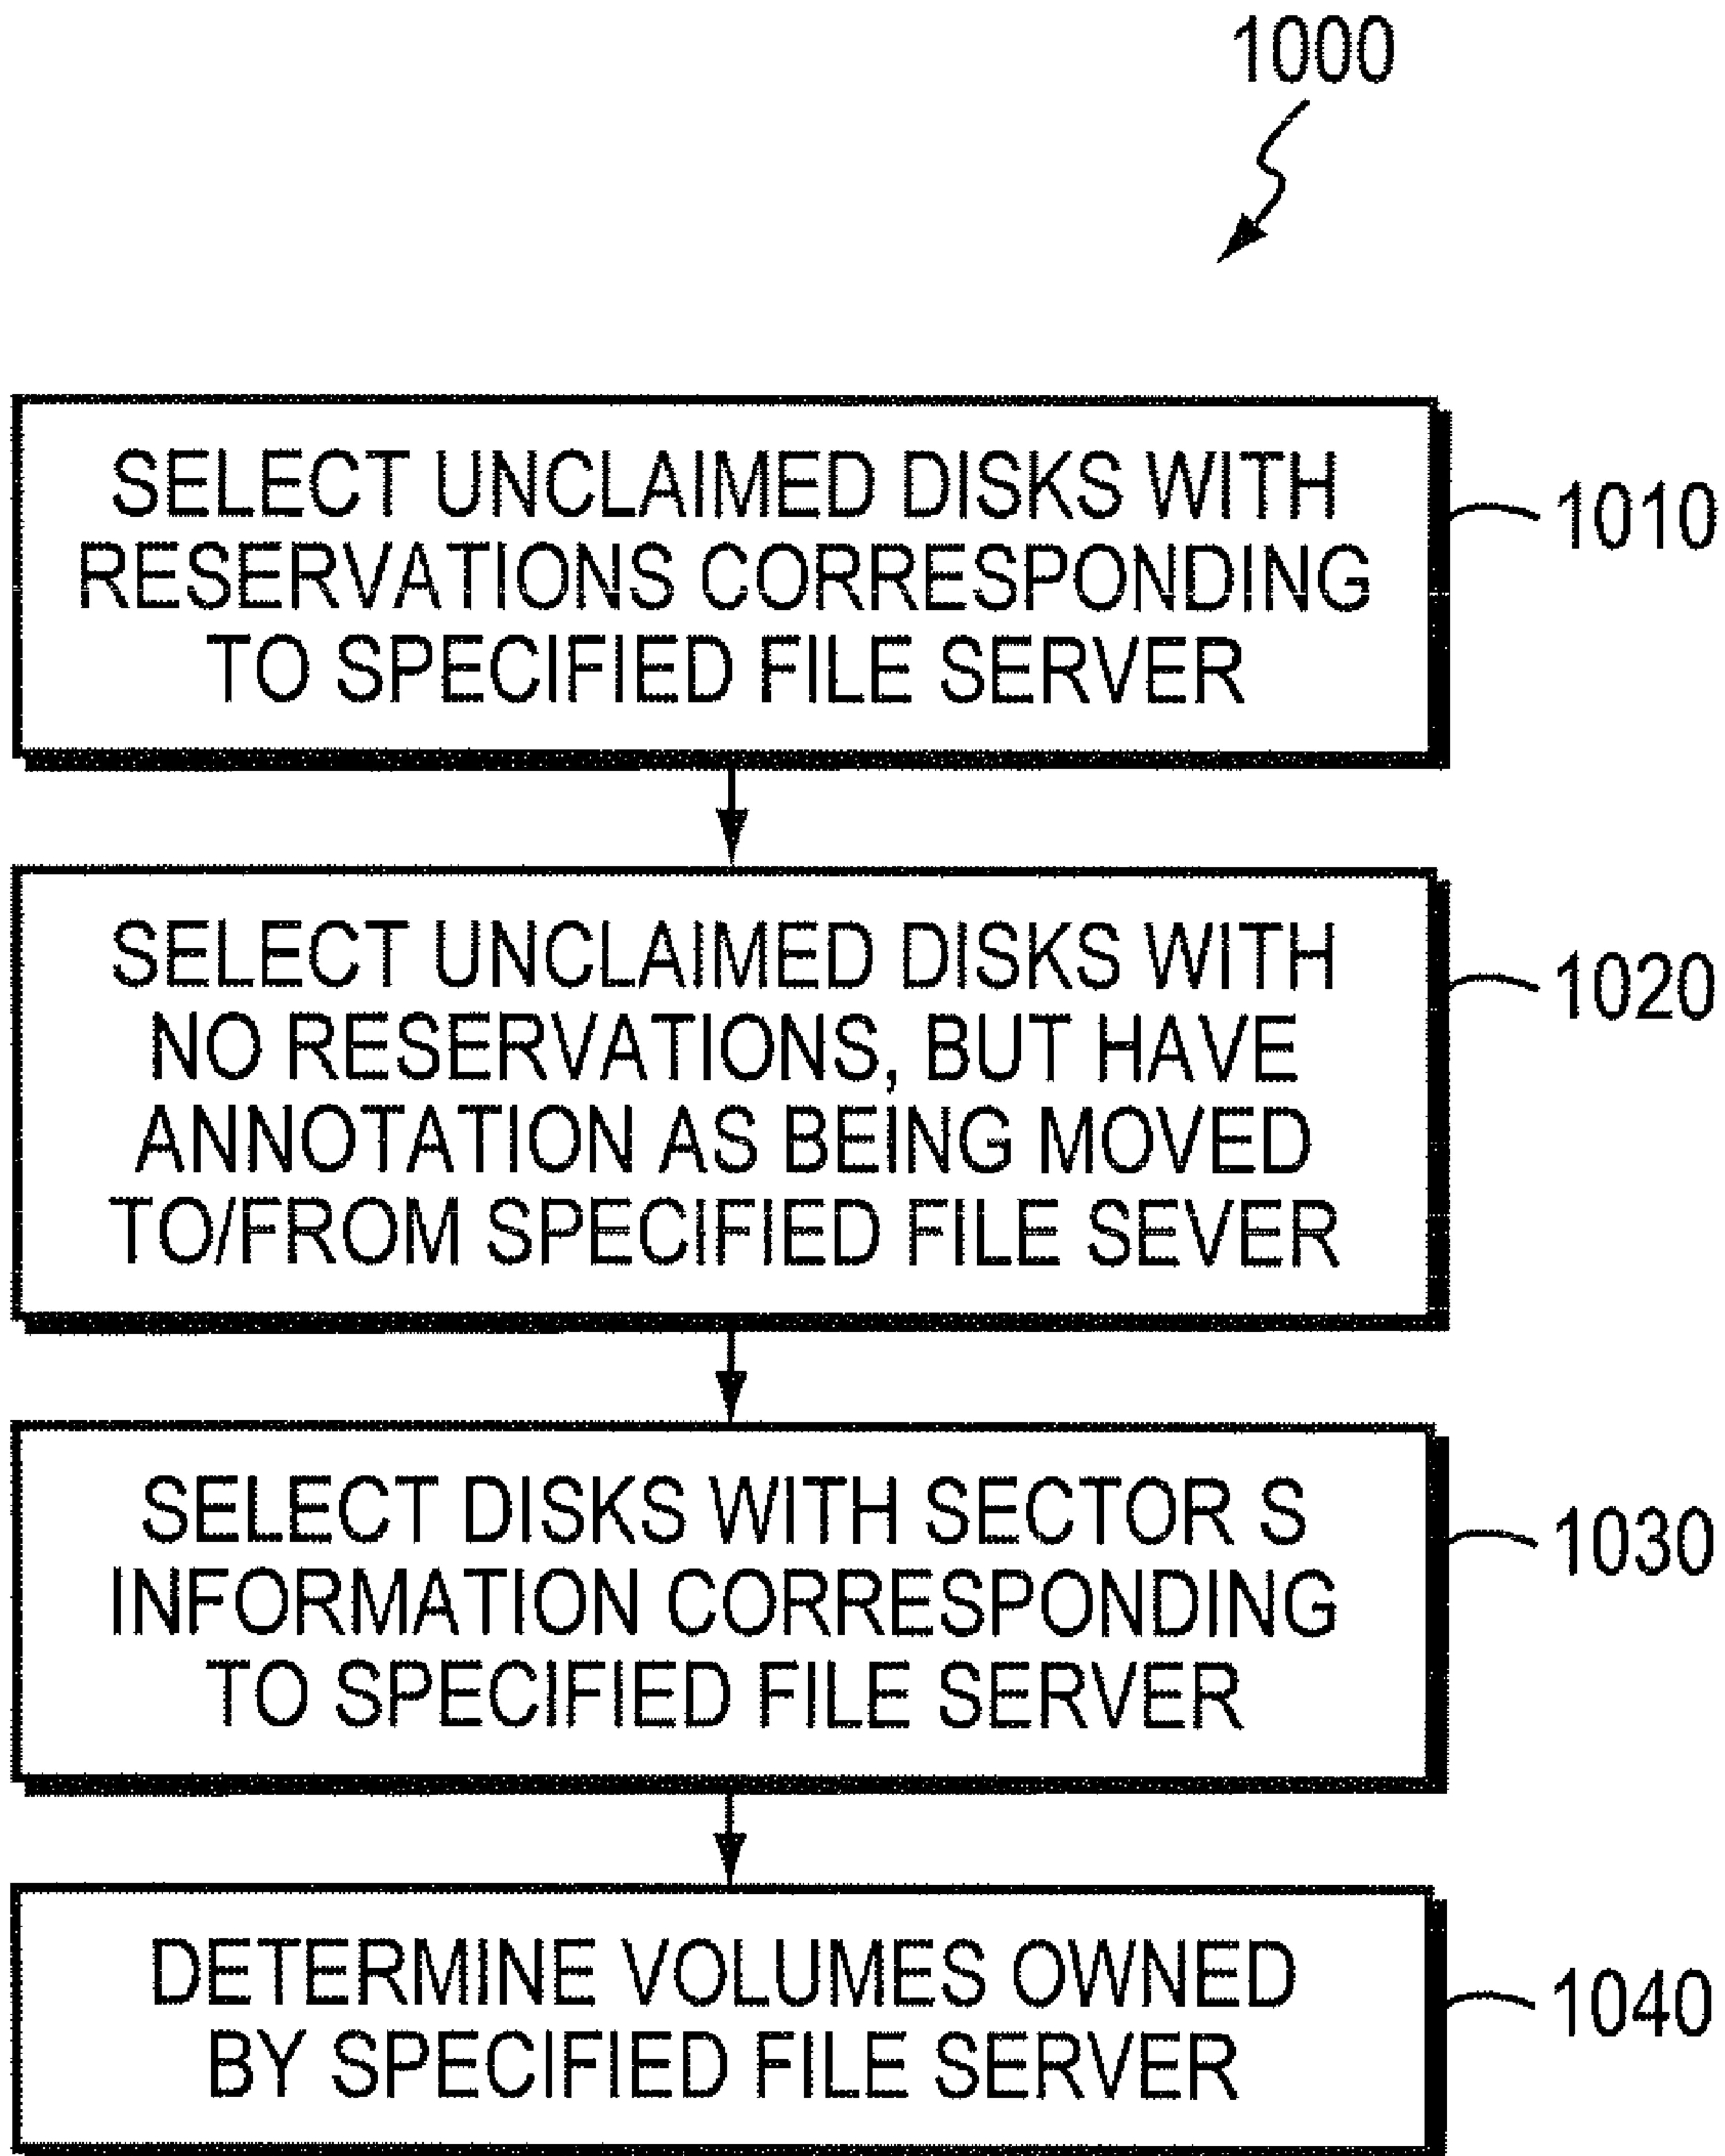 1000
SELECT UNCLAIMED DISKS WITH
RESERVATIONS CORRESPONDING
TO SPECIFIED FILE SERVER
1010
SELECT UNCLAIMED DISKS WITH
NO RESERVATIONS, BUT HAVE
ANNOTATION AS BEING MOVED
TO/FROM SPECIFIED FILE SEVER
1020
SELECT DISKS WITH SECTOR S
INFORMATION CORRESPONDING
TO SPECIFIED FILE SERVER
1030
DETERMINE VOLUMES OWNED
BY SPECIFIED FILE SERVER
1040